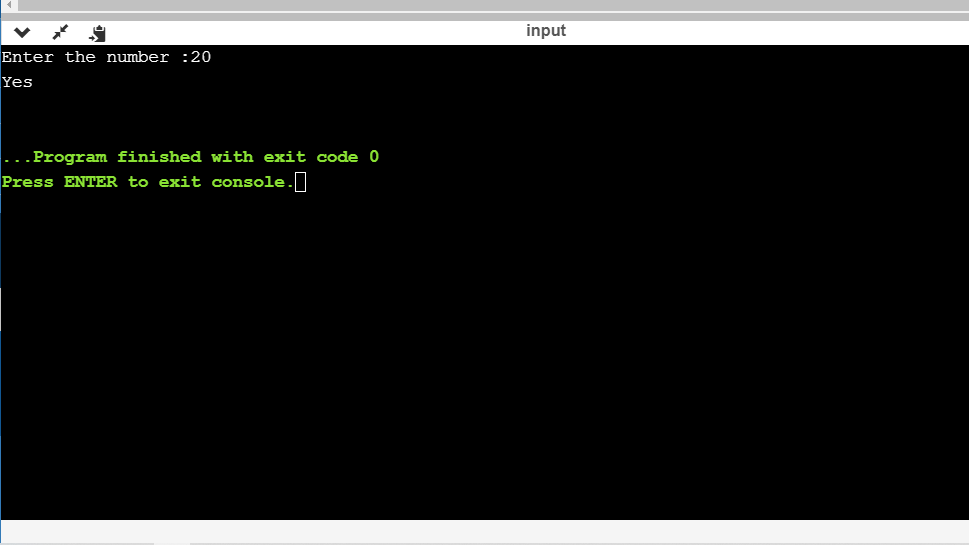 input
Enter the number :20
Yes
...Program finished with exit code 0
Press ENTER to exit console.